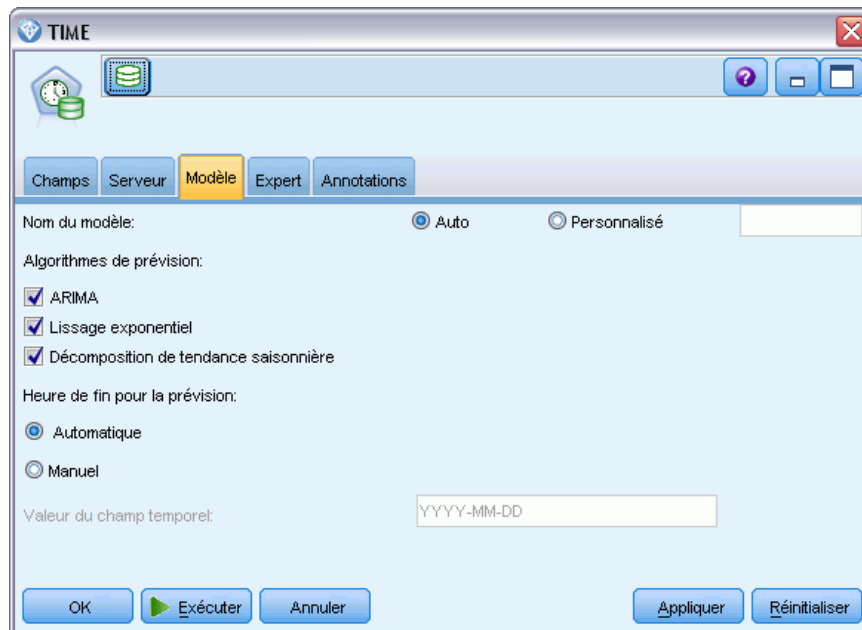 TIME
Champs Serveur Modèle Expert Annotations
Nom du modèle: Auto Personnalisé
Algorithmes de prévision:
ARIMA
Lissage exponentiel
Décomposition de tendance saisonnière
Heure de fin pour la prévision:
Automatique
Manuel
Valeur du champ temporel: YYYY-MM-DD
OK Exécuter Annuler Appliquer Réinitialiser